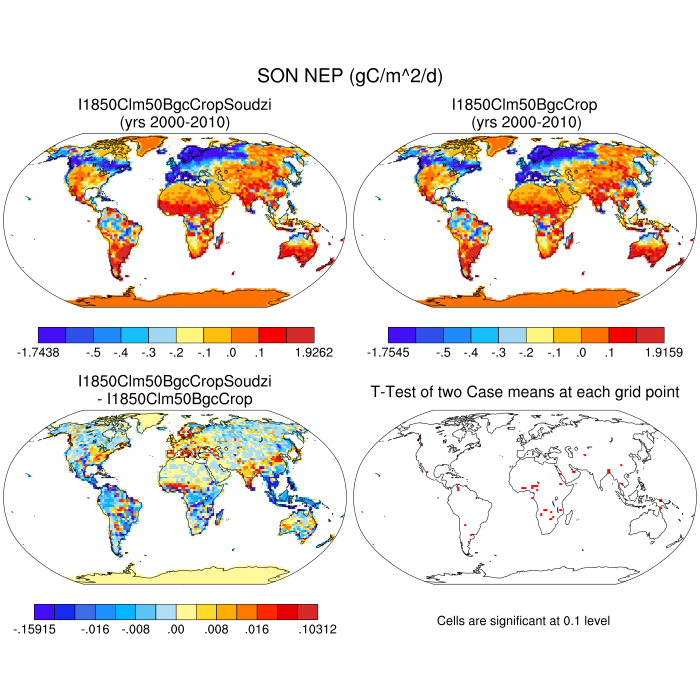 SON NEP (gC/m^2/d)
I1850Clm50BgcCropSoudzi
(yrs 2000-2010)
I1850Clm50BgcCrop
(yrs 2000-2010)
-1.7438 -.5 -.4 -.3 -.2 -.1 .0 .1 1.9262
-1.7545 -.5 -.4 -.3 -.2 -.1 .0 .1 1.9159
I1850Clm50BgcCropSoudzi
- I1850Clm50BgcCrop
T-Test of two Case means at each grid point
-.15915 -.016 -.008 .00 .008 .016 .10312
Cells are significant at 0.1 level